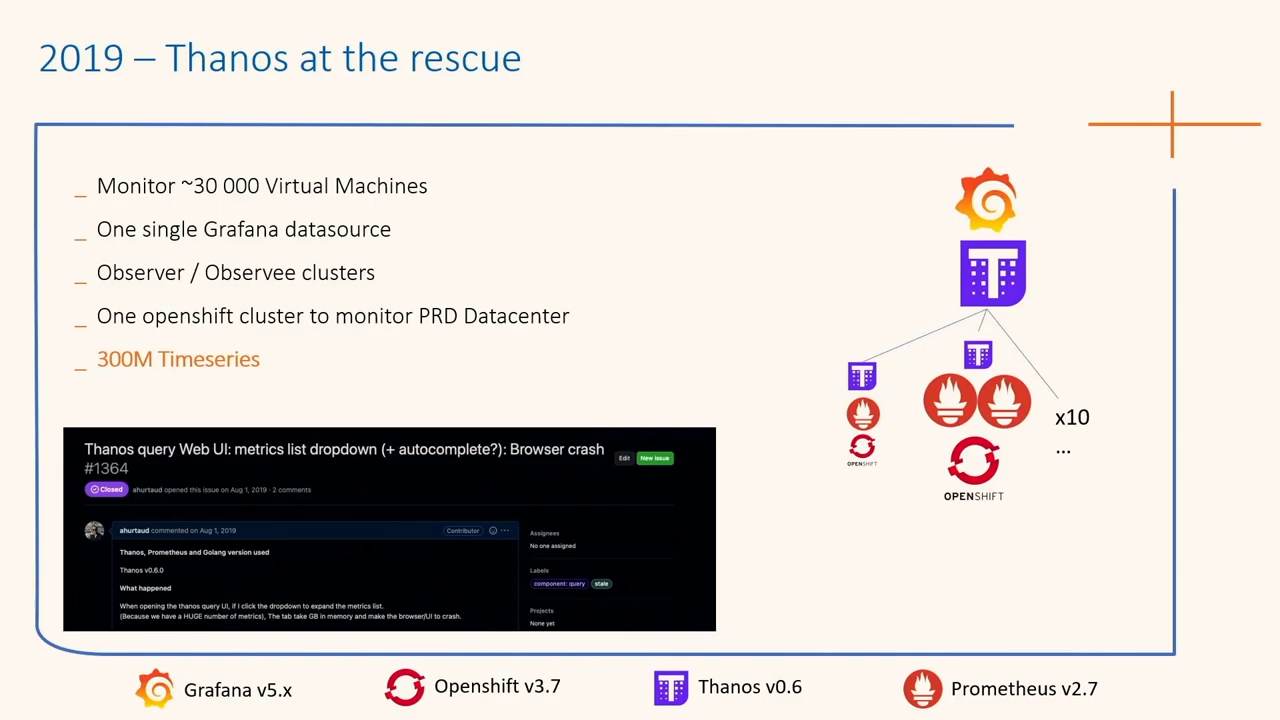 2019 – Thanos at the rescue
_ Monitor ~30 000 Virtual Machines
_ One single Grafana datasource
_ Observer / Observee clusters
_ One openshift cluster to monitor PRD Datacenter
_ 300M Timeseries
x10
...
OPENSHIFT
OPENSHIFT
Thanos query Web UI: metrics list dropdown (+ autocomplete?): Browser crash
#1364
Edit
New issue
Closed
ahurtaud opened this issue on Aug 1, 2019 · 2 comments
ahurtaud commented on Aug 1, 2019
Contributor
...
Thanos, Prometheus and Golang version used
Thanos v0.6.0
What happened
When opening the thanos query UI, if I click the dropdown to expand the metrics list.
(Because we have a HUGE number of metrics), The tab take GB in memory and make the browser/UI to crash.
Assignees
No one assigned
Labels
component: query
stale
Projects
None yet
Grafana v5.x
Openshift v3.7
Thanos v0.6
Prometheus v2.7